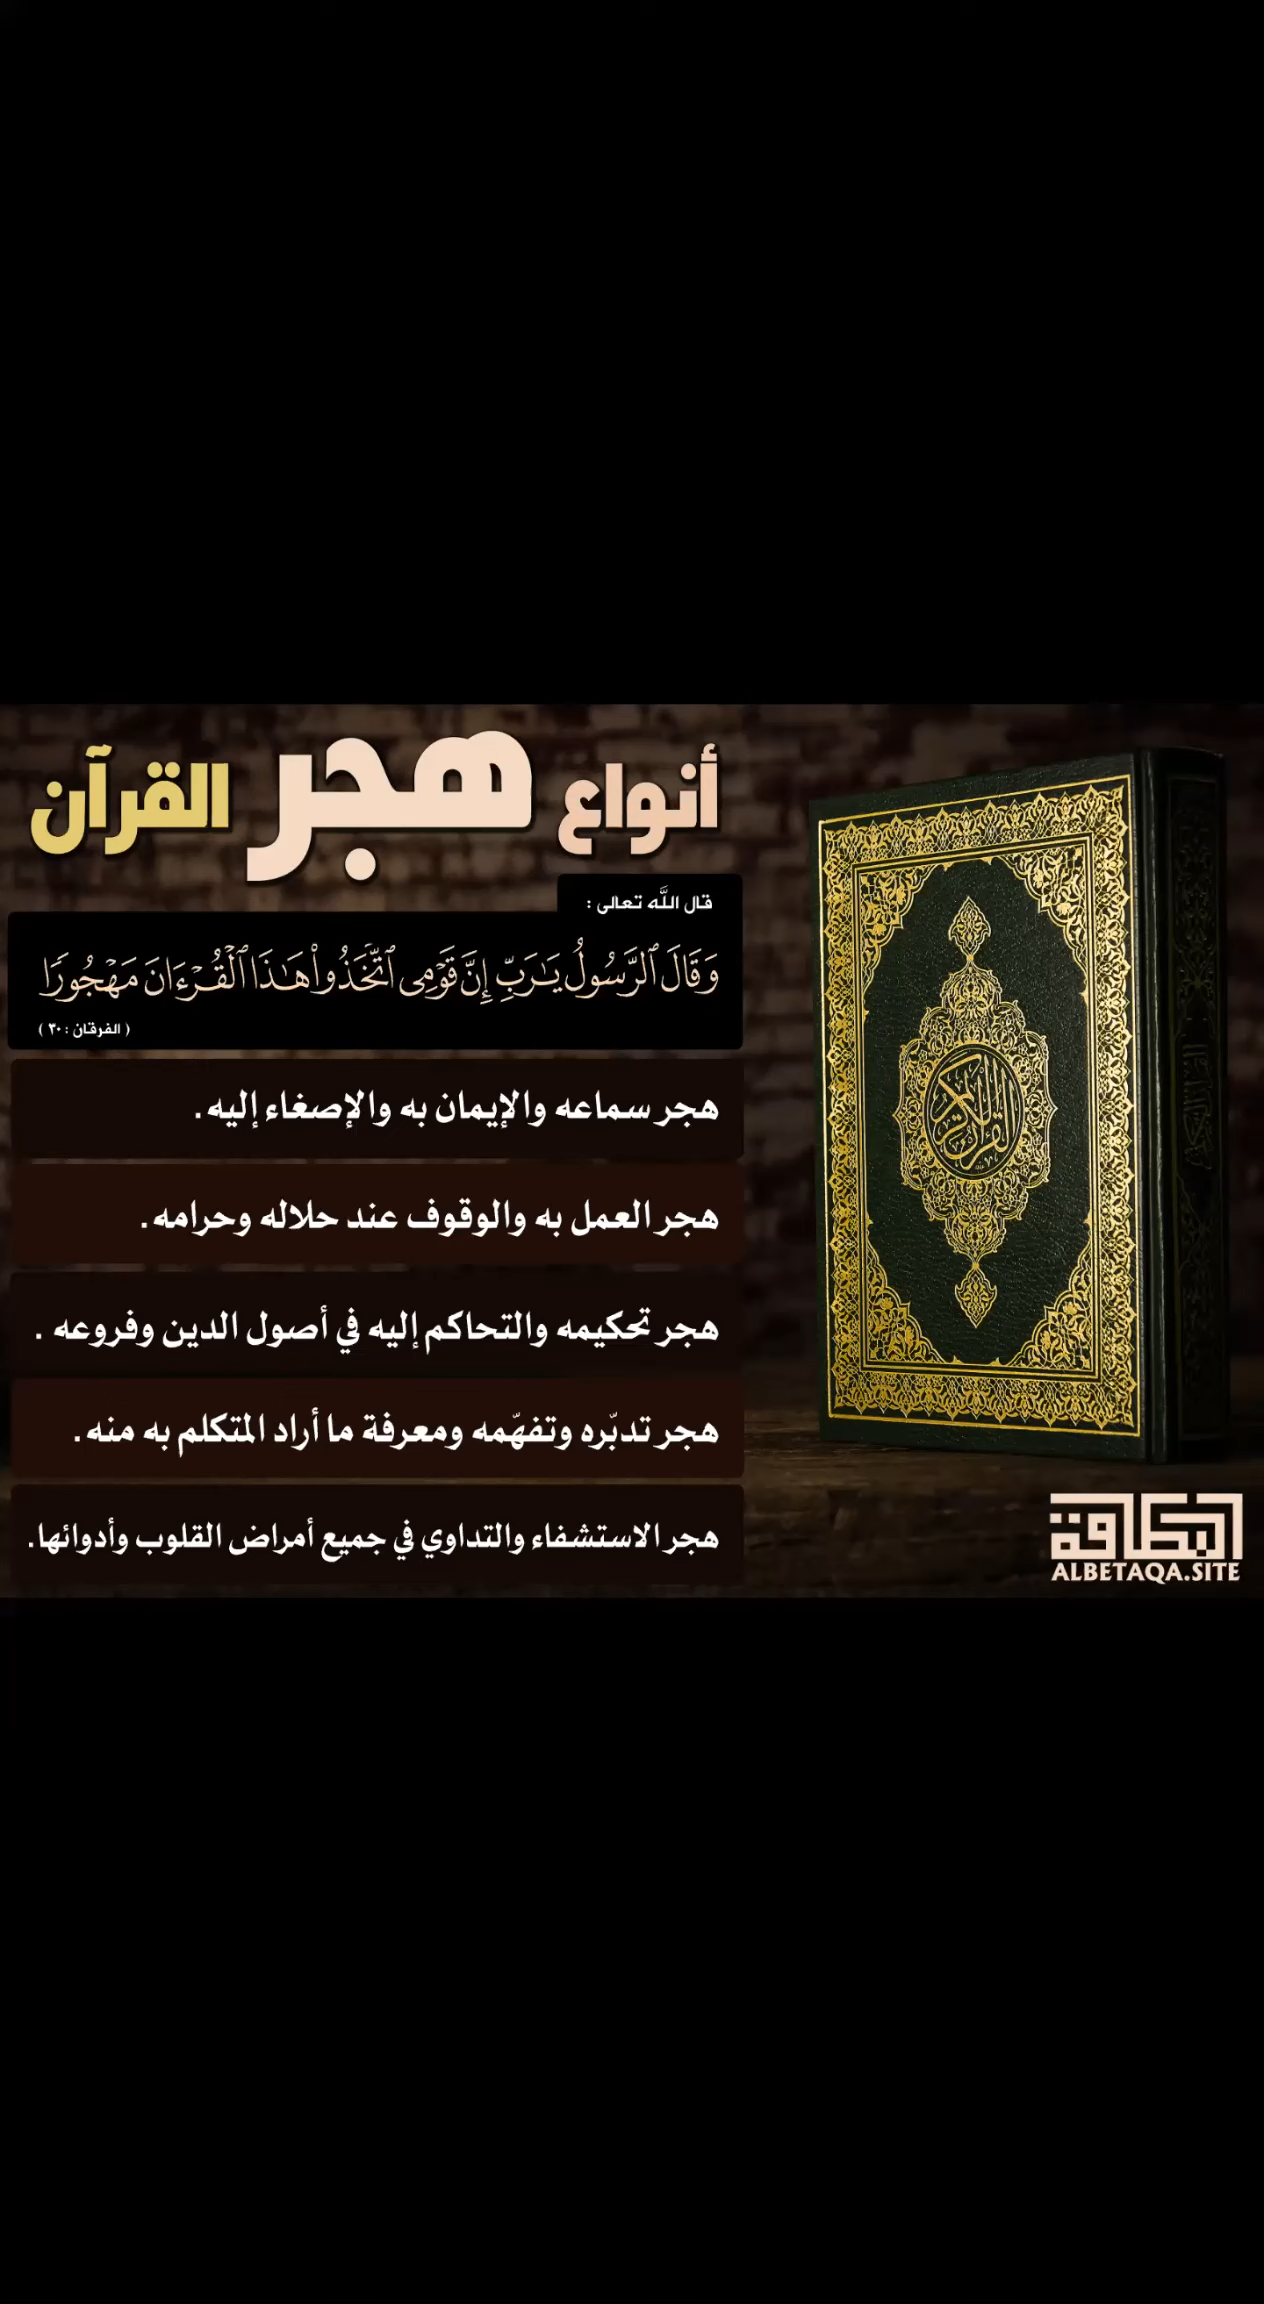 أنواع هجر القرآن
قال الله تعالى :
وَقَالَ ٱلرَّسُولُ يَـٰرَبِّ إِنَّ قَوْمِى ٱتَّخَذُوا۟ هَـٰذَا ٱلْقُرْءَانَ مَهْجُورًا
( الفرقان : ٣٠ )
هجر سماعه والإيمان به والإصغاء إليه .
هجر العمل به والوقوف عند حلاله وحرامه .
هجر تحكيمه والتحاكم إليه في أصول الدين وفروعه .
هجر تدبّره وتفهّمه ومعرفة ما أراد المتكلم به منه .
هجر الاستشفاء والتداوي في جميع أمراض القلوب وأدوائها .
القرآن الكريم
البطاقة
ALBETAQA.SITE